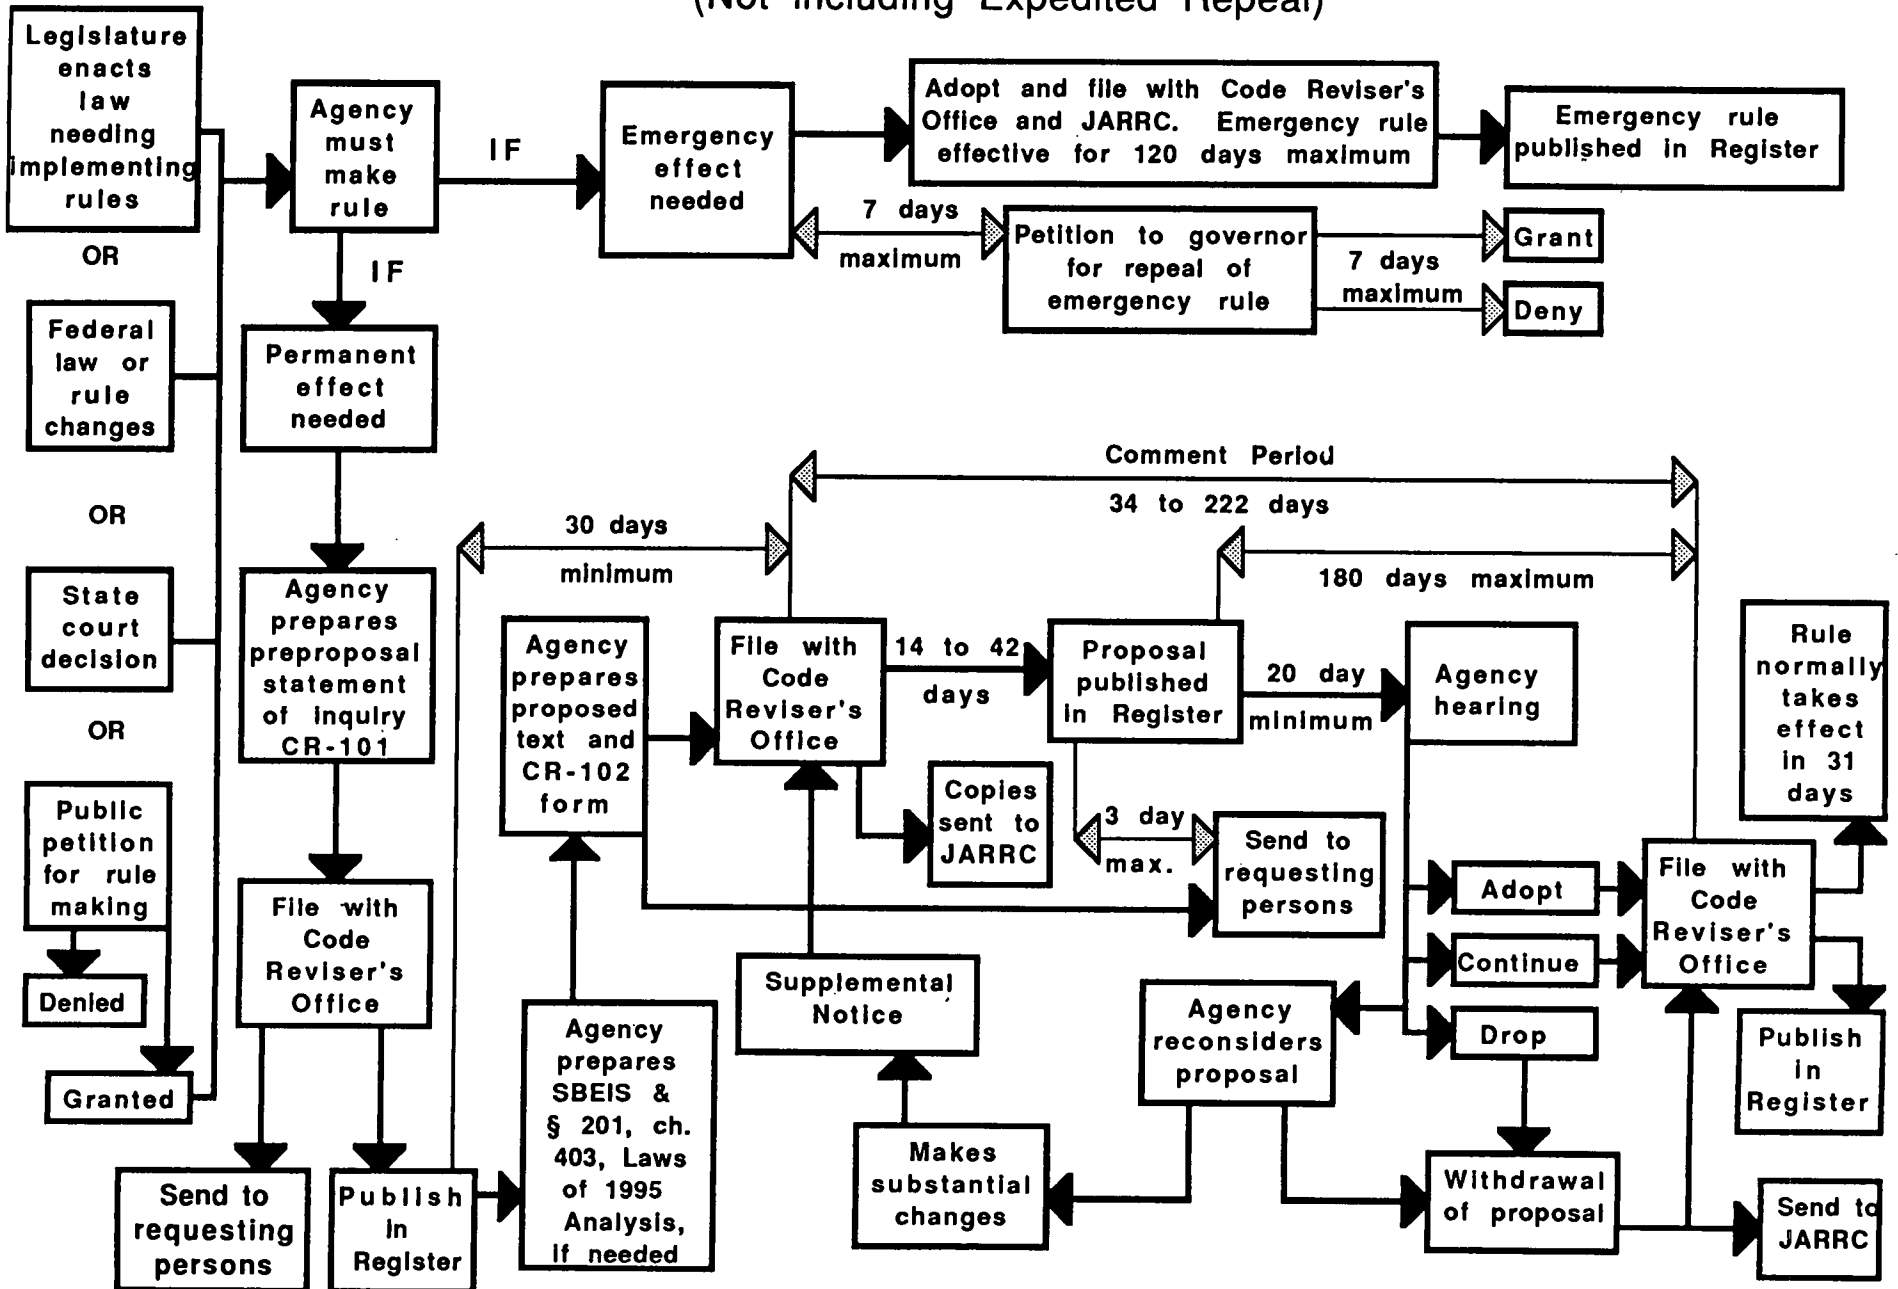 (Not Including Expedited Repeal)
Legislature
enacts
law
needing
implementing
rules
OR
Federal
law or
rule
changes
OR
State
court
decision
OR
Public
petition
for rule
making
Denied
Granted
Agency
must
make
rule
IF
Emergency
effect
needed
Adopt and file with Code Reviser's
Office and JARRC. Emergency rule
effective for 120 days maximum
Emergency rule
published in Register
7 days
maximum
Petition to governor
for repeal of
emergency rule
7 days
maximum
Grant
Deny
IF
Permanent
effect
needed
Agency
prepares
preproposal
statement
of inquiry
CR-101
File with
Code
Reviser's
Office
Send to
requesting
persons
Publish
in
Register
30 days
minimum
Agency
prepares
SBEIS &
§ 201, ch.
403, Laws
of 1995
Analysis,
if needed
Agency
prepares
proposed
text and
CR-102
form
File with
Code
Reviser's
Office
Comment Period
34 to 222 days
14 to 42
days
Copies
sent to
JARRC
Proposal
published
in Register
180 days maximum
20 day
minimum
3 day
max.
Send to
requesting
persons
Agency
hearing
Adopt
Continue
Drop
Agency
reconsiders
proposal
Makes
substantial
changes
Supplemental
Notice
Withdrawal
of proposal
Send to
JARRC
File with
Code
Reviser's
Office
Rule
normally
takes
effect
in 31
days
Publish
in
Register